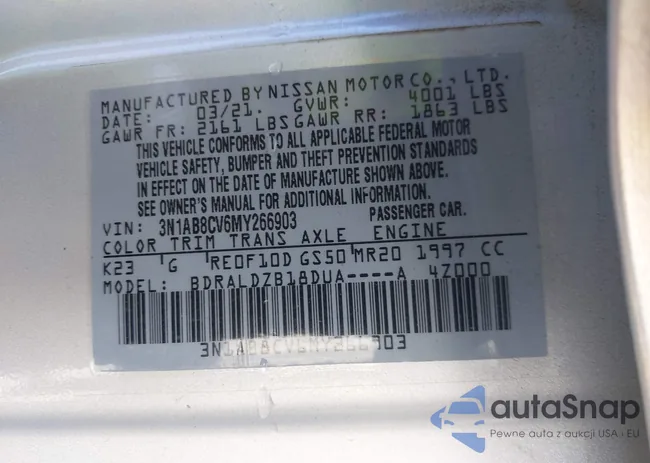 MANUFACTURED BY NISSAN MOTOR CO., LTD.
DATE: 03/21. GVWR: 4001 LBS
GAWR FR: 2161 LBS GAWR RR: 1863 LBS
THIS VEHICLE CONFORMS TO ALL APPLICABLE FEDERAL MOTOR
VEHICLE SAFETY, BUMPER AND THEFT PREVENTION STANDARDS
IN EFFECT ON THE DATE OF MANUFACTURE SHOWN ABOVE.
SEE OWNER'S MANUAL FOR ADDITIONAL INFORMATION.
VIN: 3N1AB8CV6MY266903 PASSENGER CAR
COLOR TRIM TRANS AXLE ENGINE
K23 G RE0F10D GS50 MR20 1997 CC
MODEL: BDRALDZB18DUA----A 4Z000
3N1AB8CV6MY266903
autoSnap
Pewne auta z aukcji USA - EU